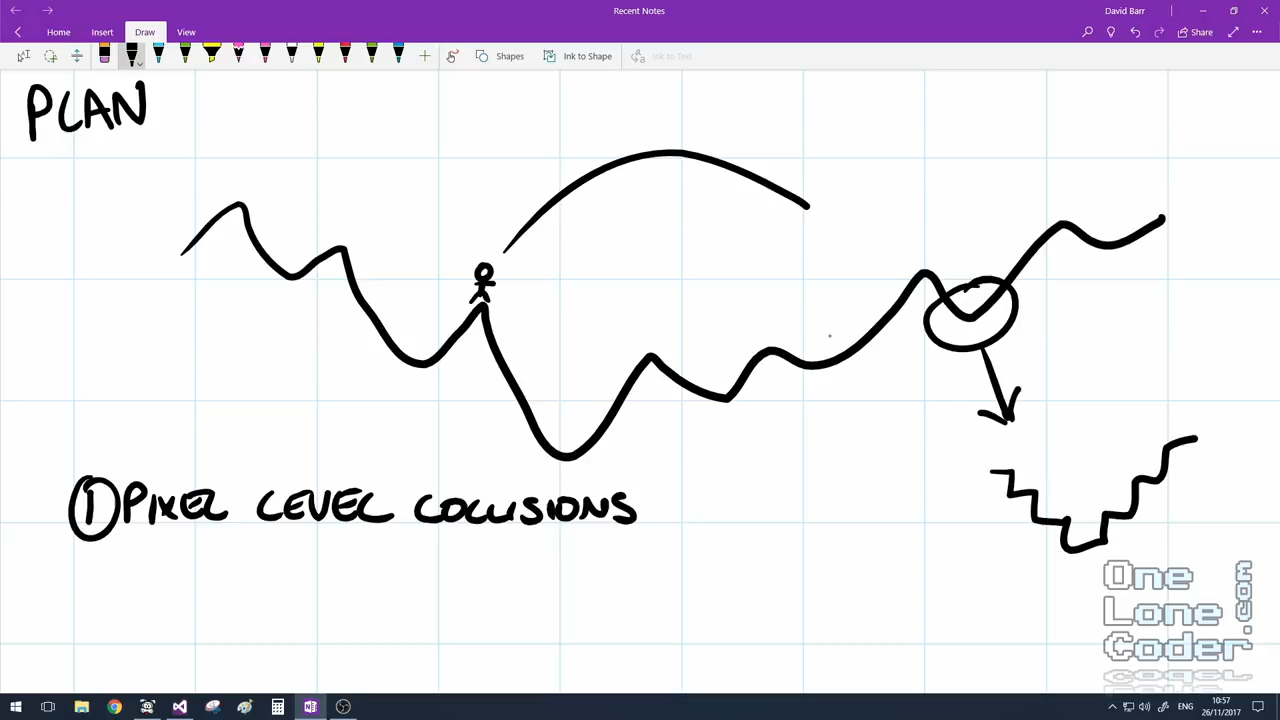 Recent Notes
David Barr
Home Insert Draw View
Share
Shapes
Ink to Shape
Ink to Text
PLAN
① PIXEL LEVEL COLLISIONS
One
Lone
Coder
.com
10:57
ENG
26/11/2017